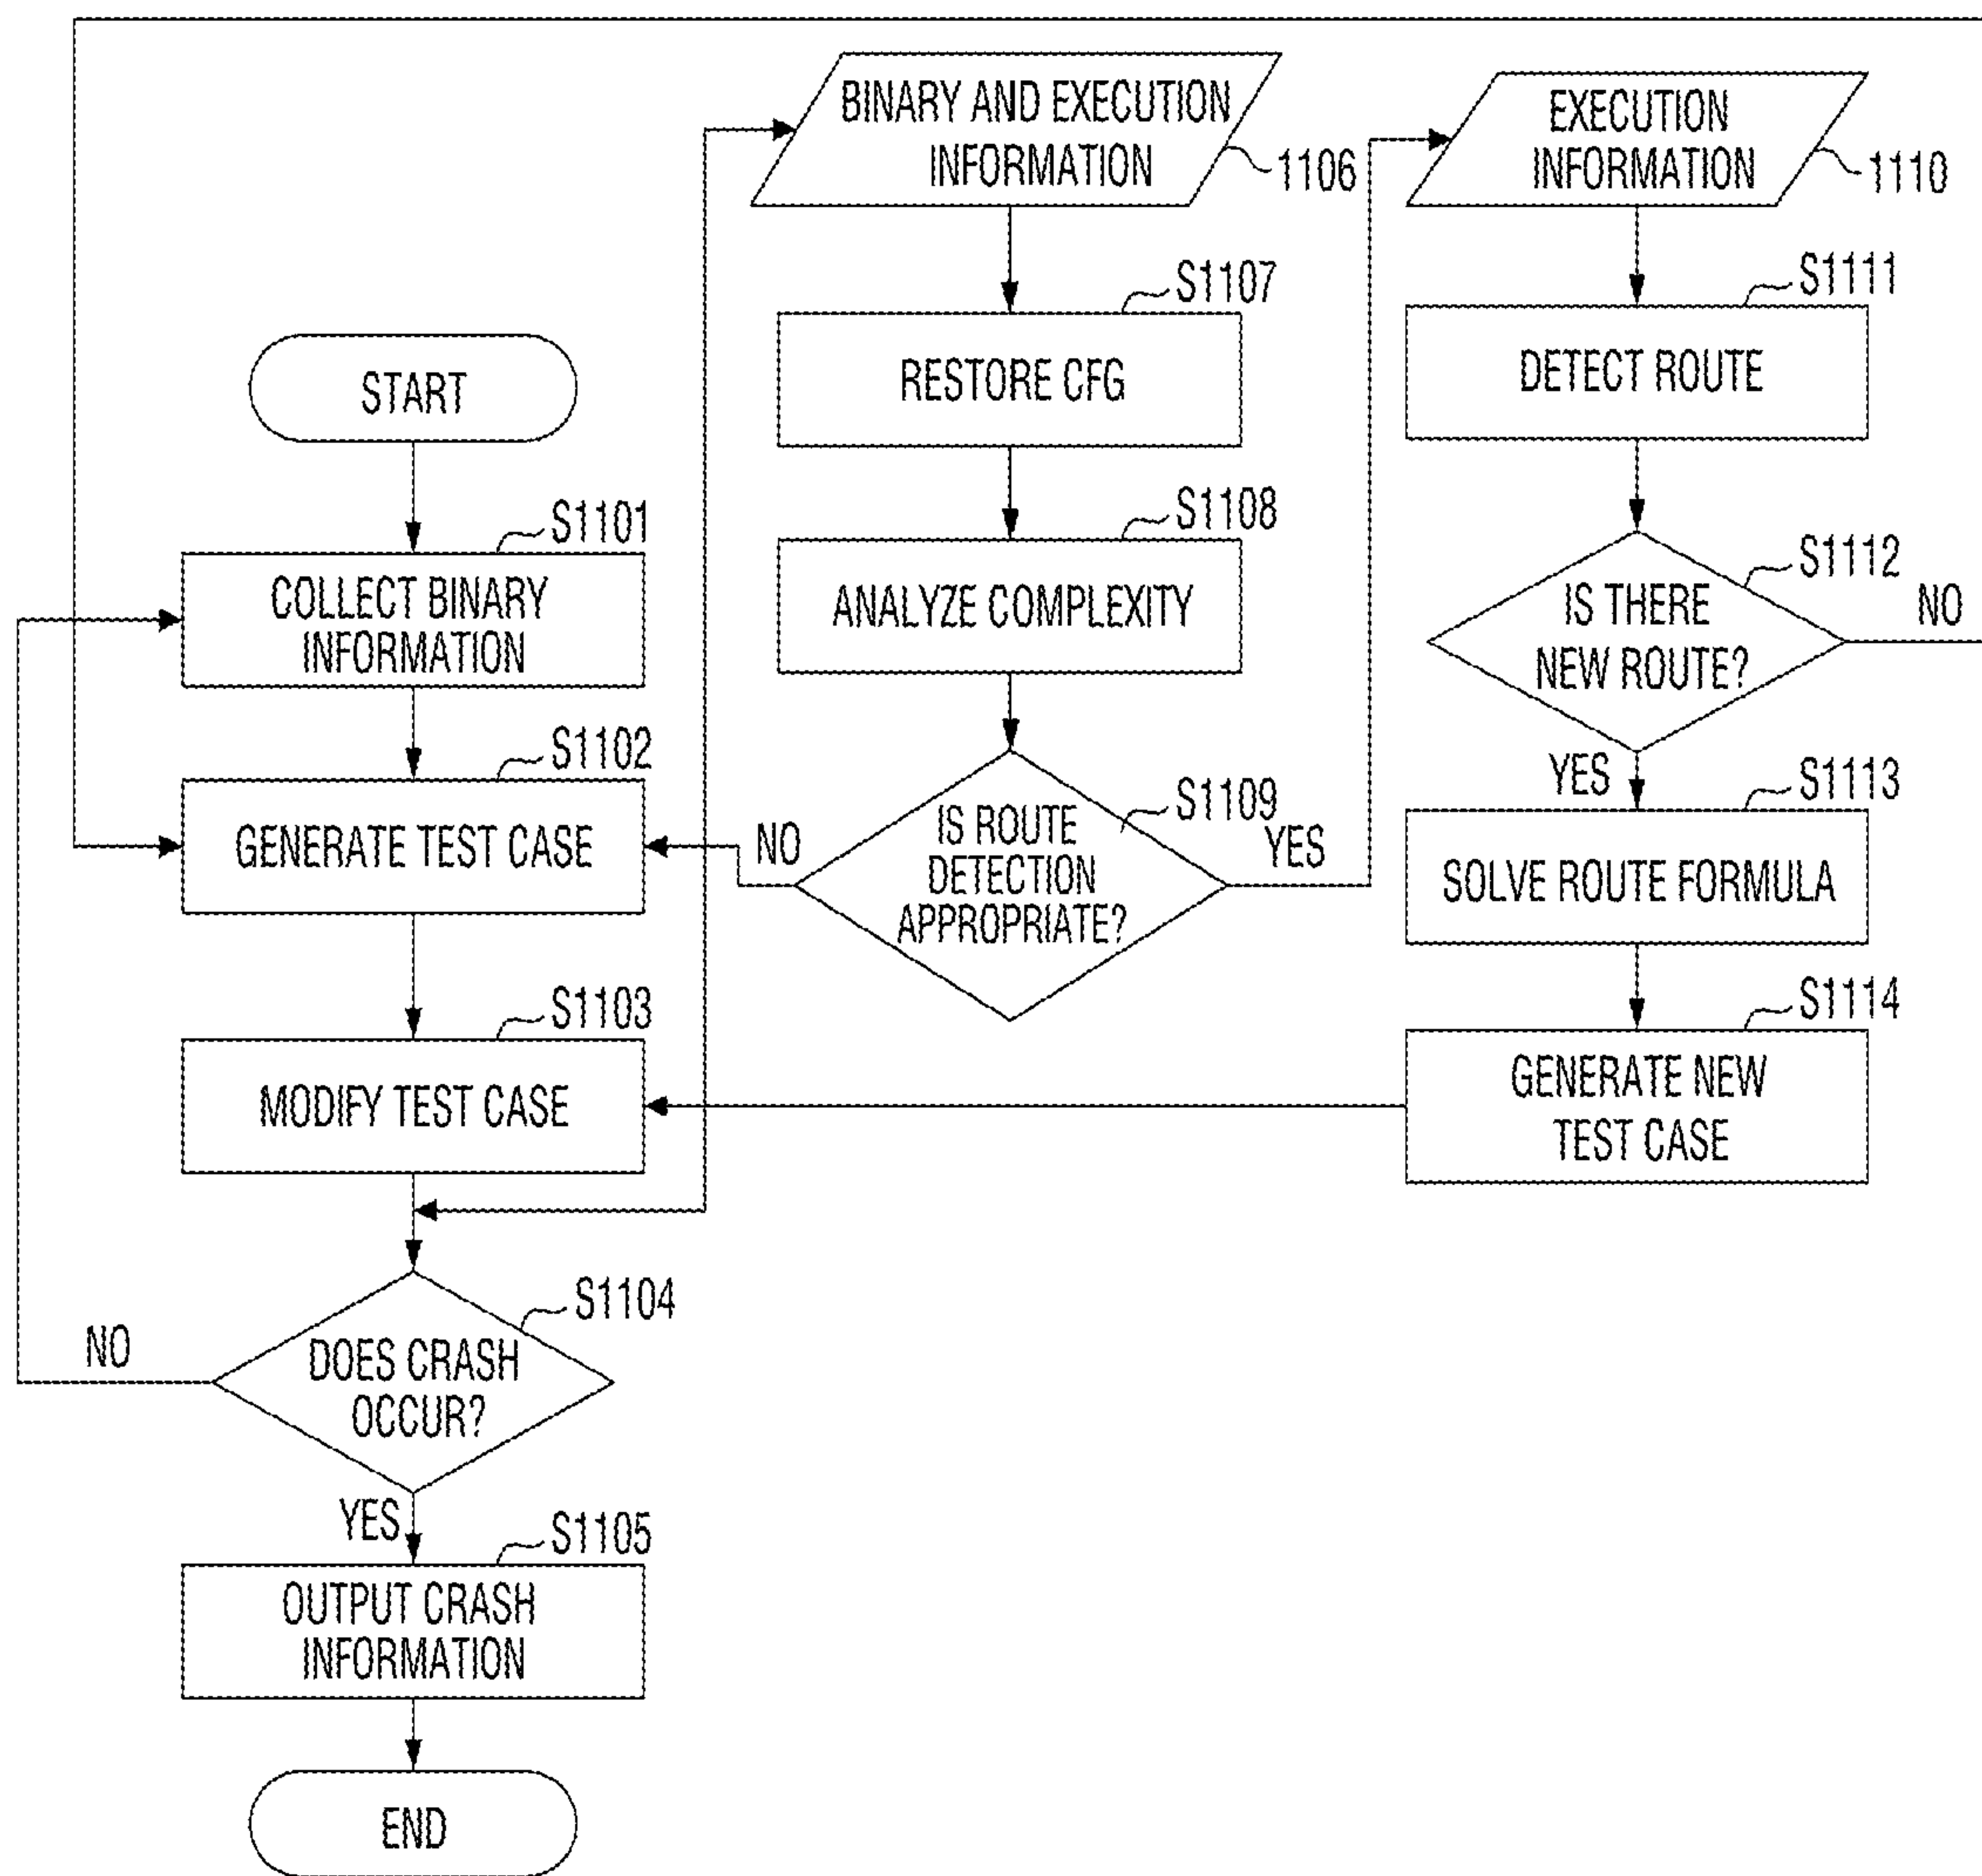 START
S1101
COLLECT BINARY
INFORMATION
S1102
GENERATE TEST CASE
S1103
MODIFY TEST CASE
S1104
DOES CRASH
OCCUR?
NO
YES
S1105
OUTPUT CRASH
INFORMATION
END
BINARY AND EXECUTION
INFORMATION
1106
S1107
RESTORE CFG
S1108
ANALYZE COMPLEXITY
S1109
IS ROUTE
DETECTION
APPROPRIATE?
NO
YES
EXECUTION
INFORMATION
1110
S1111
DETECT ROUTE
S1112
IS THERE
NEW ROUTE?
NO
YES
S1113
SOLVE ROUTE FORMULA
S1114
GENERATE NEW
TEST CASE